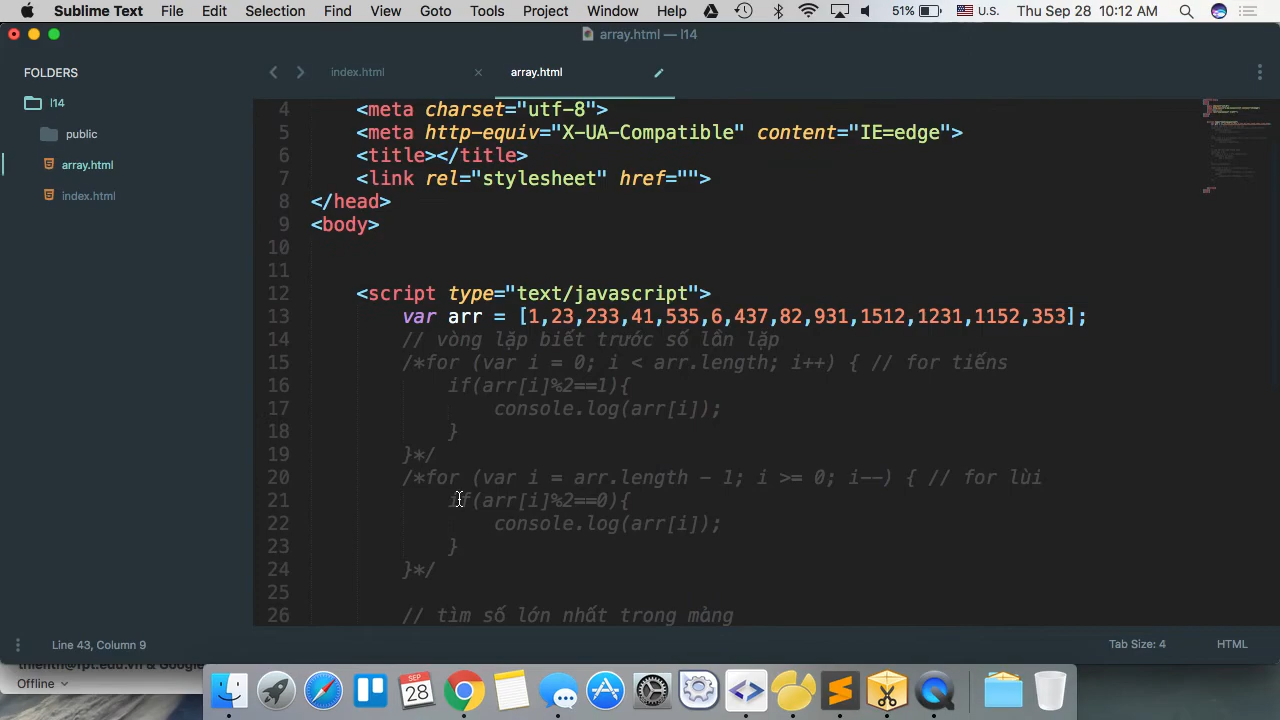 Sublime Text File Edit Selection Find View Goto Tools Project Window Help 51% U.S. Thu Sep 28 10:12 AM
array.html — l14
FOLDERS
l14
public
array.html
index.html
index.html × array.html
4 <meta charset="utf-8">
5 <meta http-equiv="X-UA-Compatible" content="IE=edge">
6 <title></title>
7 <link rel="stylesheet" href="">
8 </head>
9 <body>
10
11
12 <script type="text/javascript">
13 var arr = [1,23,233,41,535,6,437,82,931,1512,1231,1152,353];
14 // vòng lặp biết trước số lần lặp
15 /*for (var i = 0; i < arr.length; i++) { // for tiếns
16 if(arr[i]%2==1){
17 console.log(arr[i]);
18 }
19 }*/
20 /*for (var i = arr.length - 1; i >= 0; i--) { // for lùi
21 if(arr[i]%2==0){
22 console.log(arr[i]);
23 }
24 }*/
25
26 // tìm số lớn nhất trong mảng
Line 43, Column 9 Tab Size: 4 HTML
Offline
SEP
28